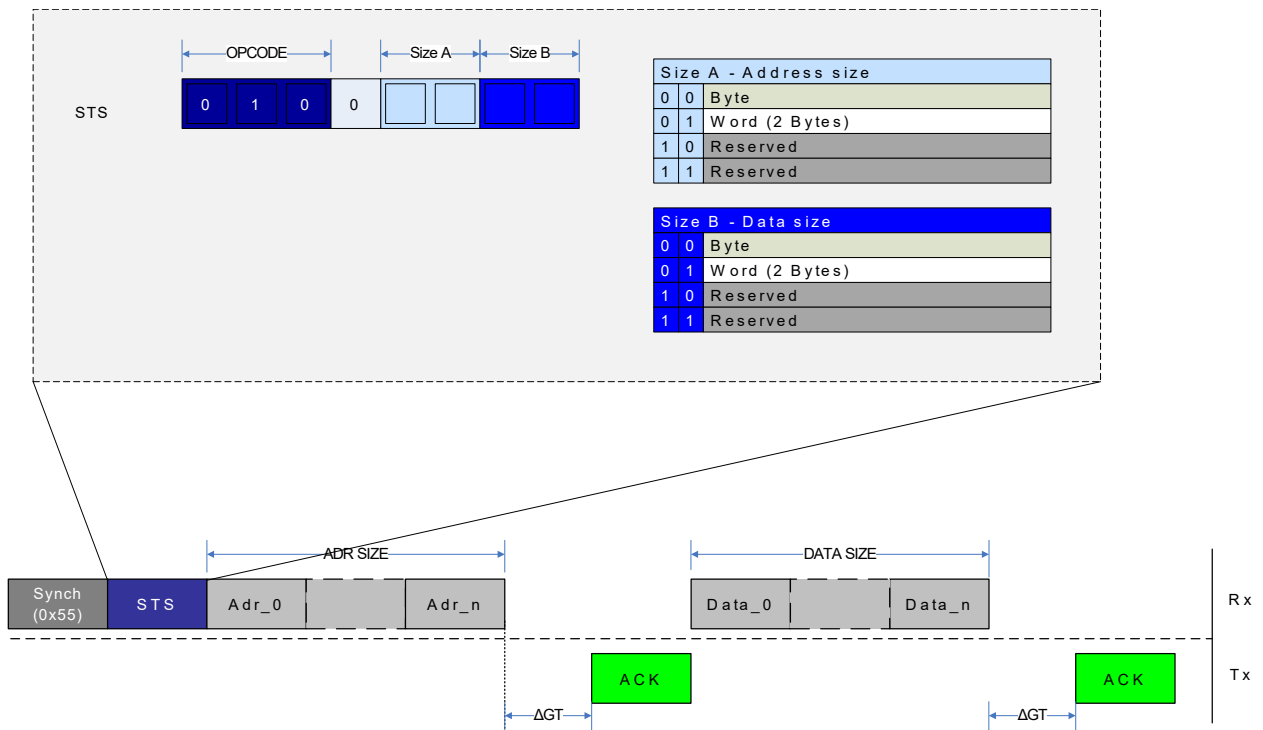 OPCODE Size A Size B
STS 0 1 0 0
Size A - Address size
0 0 Byte
0 1 Word (2 Bytes)
1 0 Reserved
1 1 Reserved
Size B - Data size
0 0 Byte
0 1 Word (2 Bytes)
1 0 Reserved
1 1 Reserved
ADR SIZE DATA SIZE
Synch
(0x55)
STS Adr_0 Adr_n Data_0 Data_n Rx
ACK ACK Tx
ΔGT ΔGT